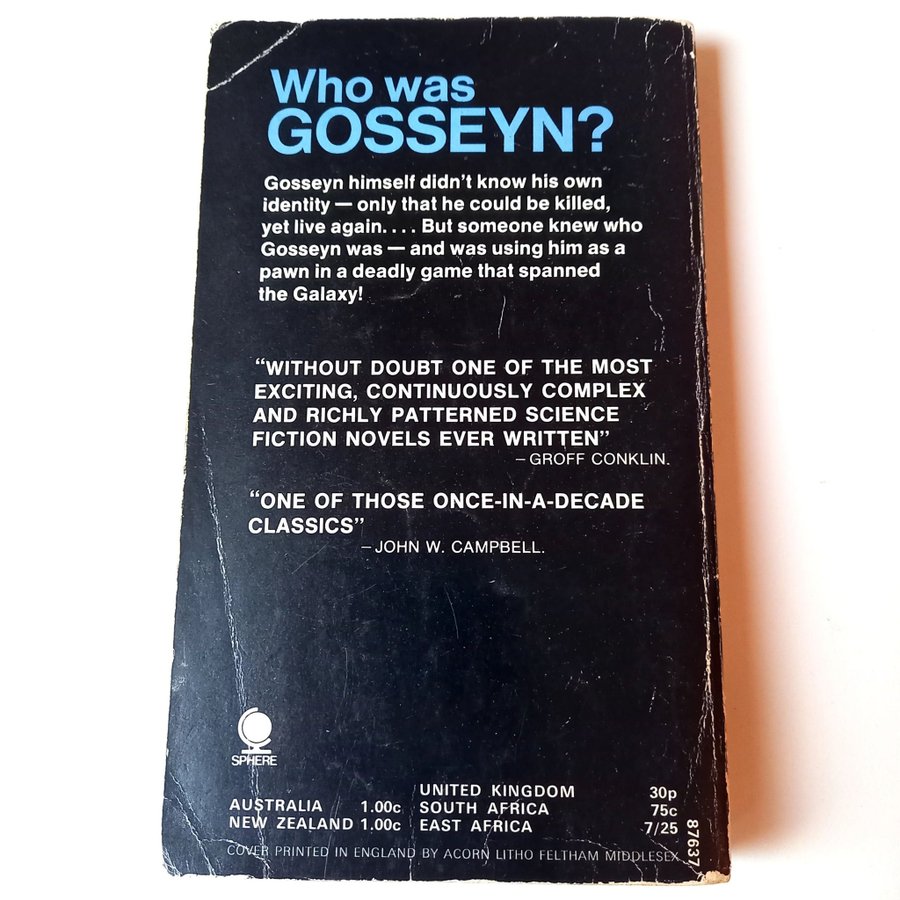 Who was
GOSSEYN?
Gosseyn himself didn't know his own
identity — only that he could be killed,
yet live again.... But someone knew who
Gosseyn was — and was using him as a
pawn in a deadly game that spanned
the Galaxy!
“WITHOUT DOUBT ONE OF THE MOST
EXCITING, CONTINUOUSLY COMPLEX
AND RICHLY PATTERNED SCIENCE
FICTION NOVELS EVER WRITTEN”
– GROFF CONKLIN.
“ONE OF THOSE ONCE-IN-A-DECADE
CLASSICS”
– JOHN W. CAMPBELL.
SPHERE
UNITED KINGDOM 30p
AUSTRALIA 1.00c SOUTH AFRICA 75c
NEW ZEALAND 1.00c EAST AFRICA 7/25
87637
COVER PRINTED IN ENGLAND BY ACORN LITHO FELTHAM MIDDLESEX